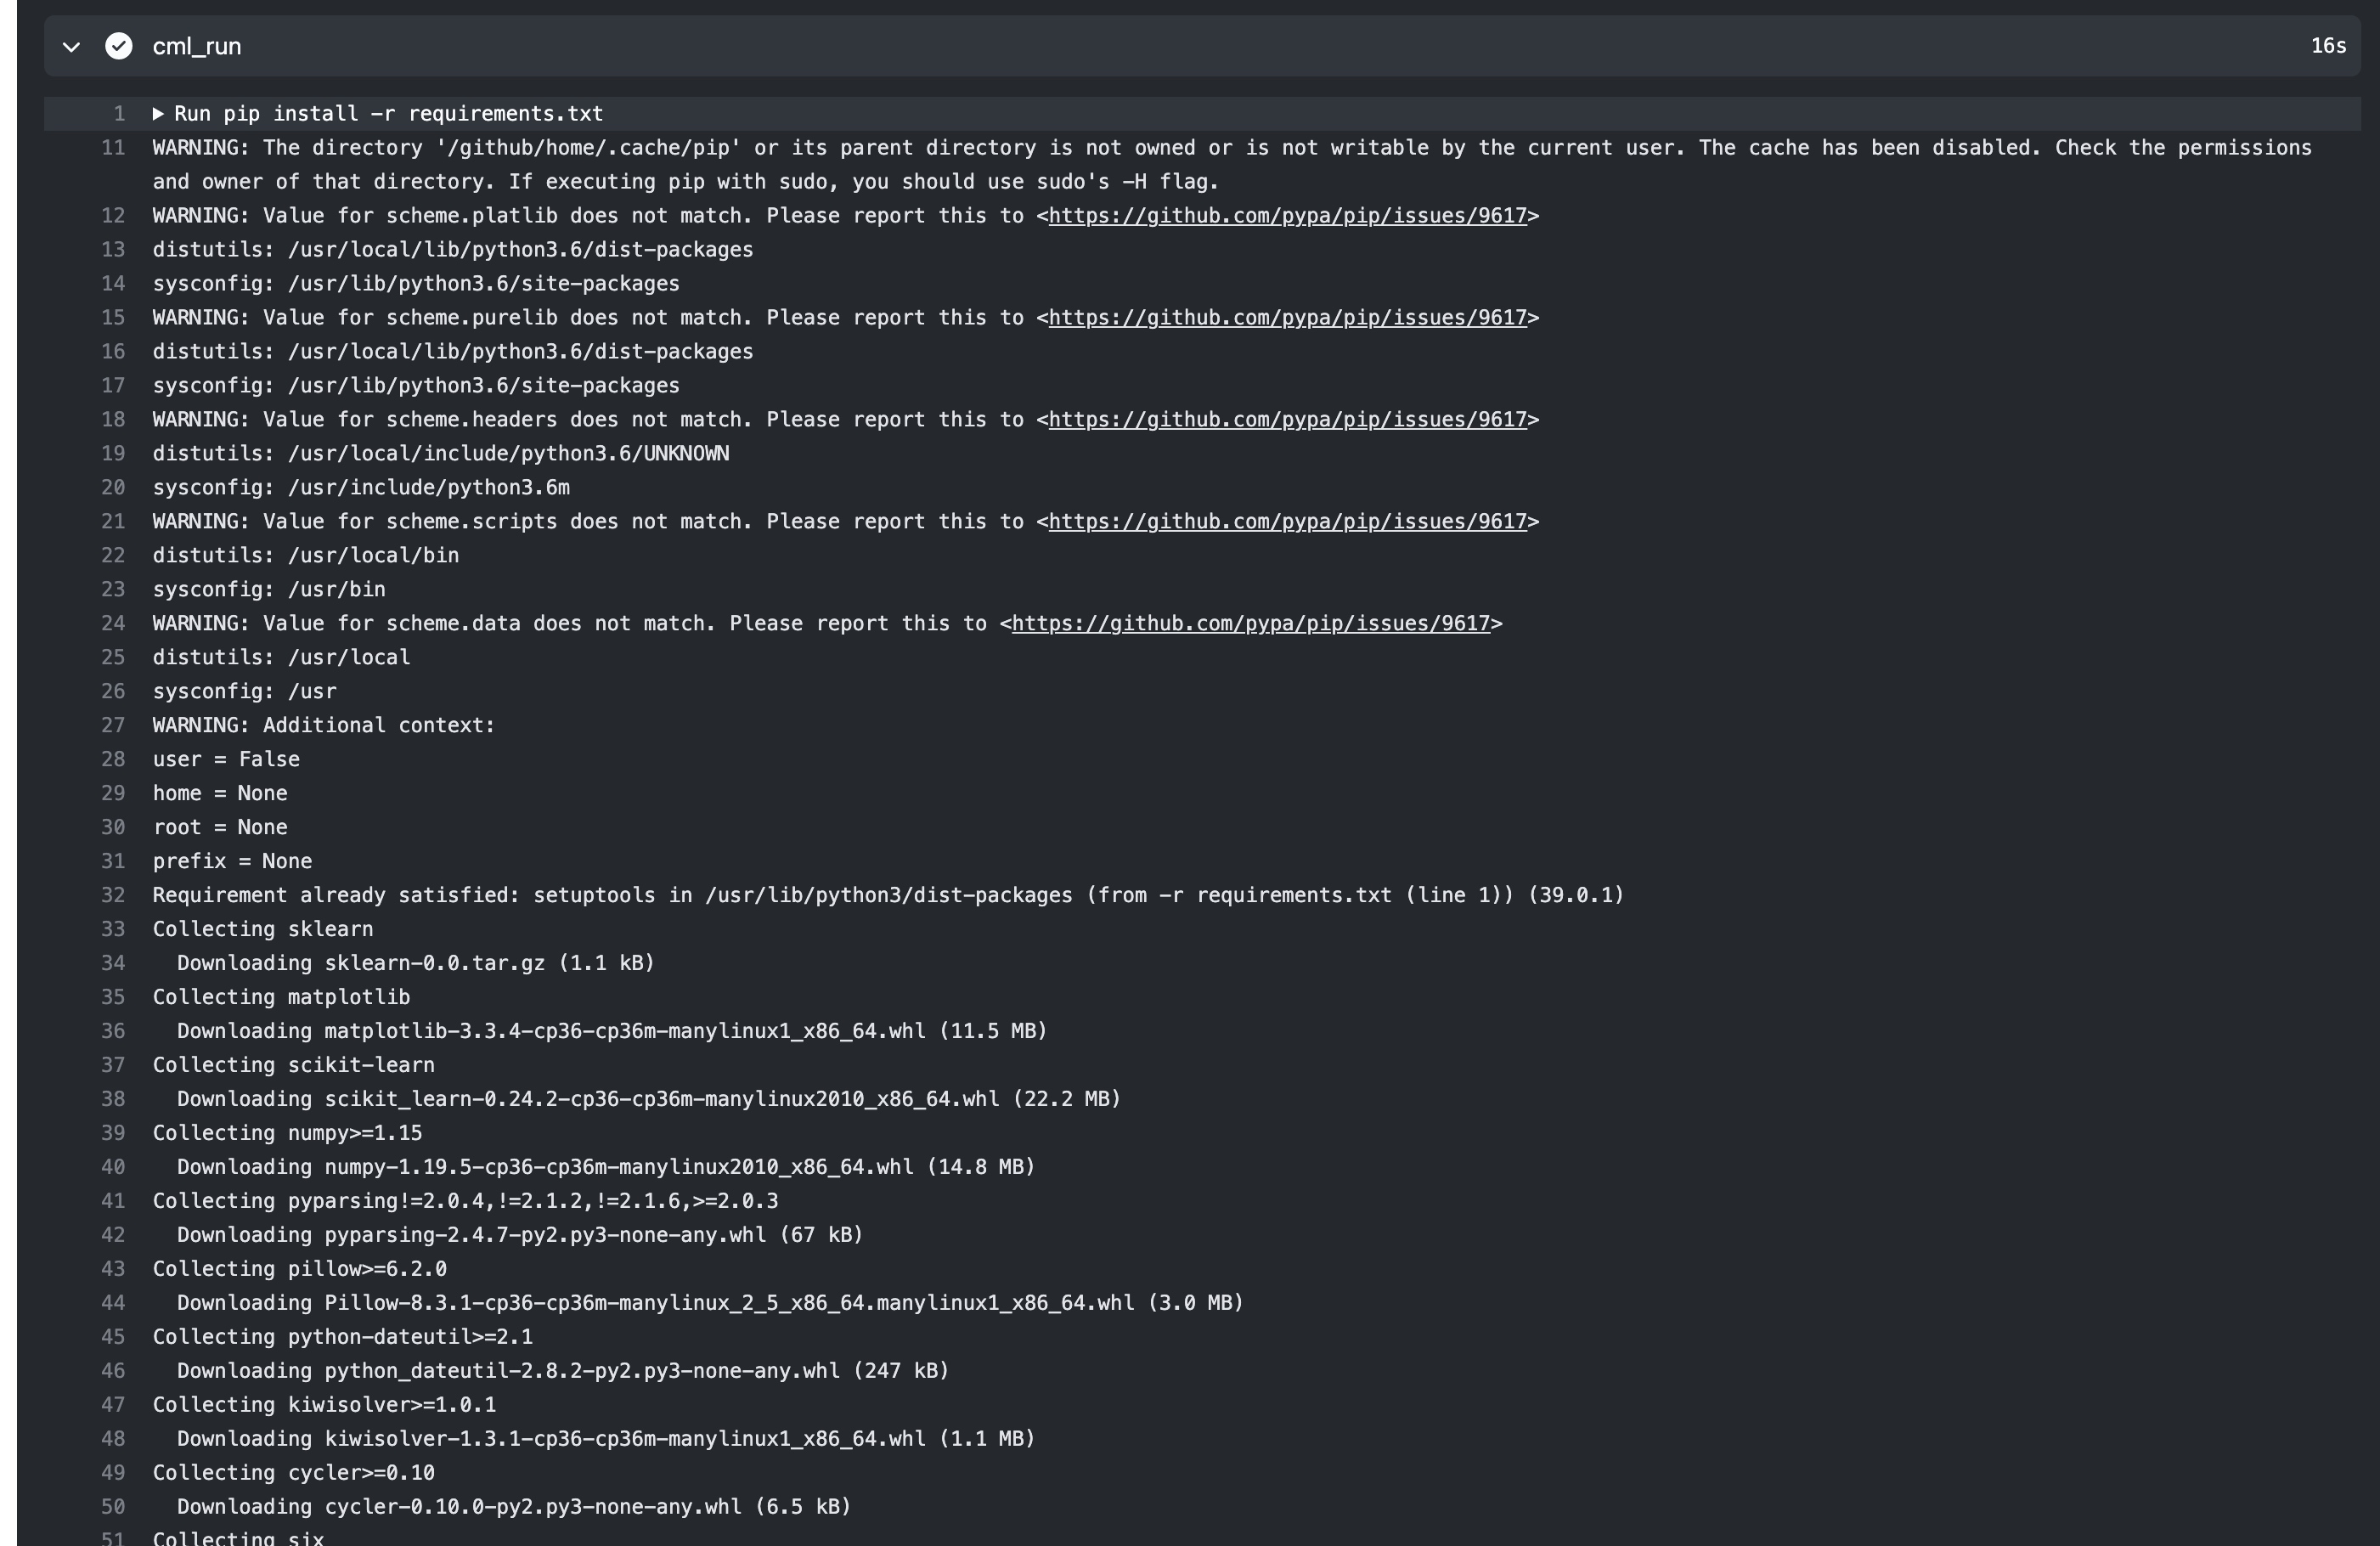 cml_run
16s
1 Run pip install -r requirements.txt
11 WARNING: The directory '/github/home/.cache/pip' or its parent directory is not owned or is not writable by the current user. The cache has been disabled. Check the permissions
and owner of that directory. If executing pip with sudo, you should use sudo's -H flag.
12 WARNING: Value for scheme.platlib does not match. Please report this to <https://github.com/pypa/pip/issues/9617>
13 distutils: /usr/local/lib/python3.6/dist-packages
14 sysconfig: /usr/lib/python3.6/site-packages
15 WARNING: Value for scheme.purelib does not match. Please report this to <https://github.com/pypa/pip/issues/9617>
16 distutils: /usr/local/lib/python3.6/dist-packages
17 sysconfig: /usr/lib/python3.6/site-packages
18 WARNING: Value for scheme.headers does not match. Please report this to <https://github.com/pypa/pip/issues/9617>
19 distutils: /usr/local/include/python3.6/UNKNOWN
20 sysconfig: /usr/include/python3.6m
21 WARNING: Value for scheme.scripts does not match. Please report this to <https://github.com/pypa/pip/issues/9617>
22 distutils: /usr/local/bin
23 sysconfig: /usr/bin
24 WARNING: Value for scheme.data does not match. Please report this to <https://github.com/pypa/pip/issues/9617>
25 distutils: /usr/local
26 sysconfig: /usr
27 WARNING: Additional context:
28 user = False
29 home = None
30 root = None
31 prefix = None
32 Requirement already satisfied: setuptools in /usr/lib/python3/dist-packages (from -r requirements.txt (line 1)) (39.0.1)
33 Collecting sklearn
34 Downloading sklearn-0.0.tar.gz (1.1 kB)
35 Collecting matplotlib
36 Downloading matplotlib-3.3.4-cp36-cp36m-manylinux1_x86_64.whl (11.5 MB)
37 Collecting scikit-learn
38 Downloading scikit_learn-0.24.2-cp36-cp36m-manylinux2010_x86_64.whl (22.2 MB)
39 Collecting numpy>=1.15
40 Downloading numpy-1.19.5-cp36-cp36m-manylinux2010_x86_64.whl (14.8 MB)
41 Collecting pyparsing!=2.0.4,!=2.1.2,!=2.1.6,>=2.0.3
42 Downloading pyparsing-2.4.7-py2.py3-none-any.whl (67 kB)
43 Collecting pillow>=6.2.0
44 Downloading Pillow-8.3.1-cp36-cp36m-manylinux_2_5_x86_64.manylinux1_x86_64.whl (3.0 MB)
45 Collecting python-dateutil>=2.1
46 Downloading python_dateutil-2.8.2-py2.py3-none-any.whl (247 kB)
47 Collecting kiwisolver>=1.0.1
48 Downloading kiwisolver-1.3.1-cp36-cp36m-manylinux1_x86_64.whl (1.1 MB)
49 Collecting cycler>=0.10
50 Downloading cycler-0.10.0-py2.py3-none-any.whl (6.5 kB)
51 Collecting six